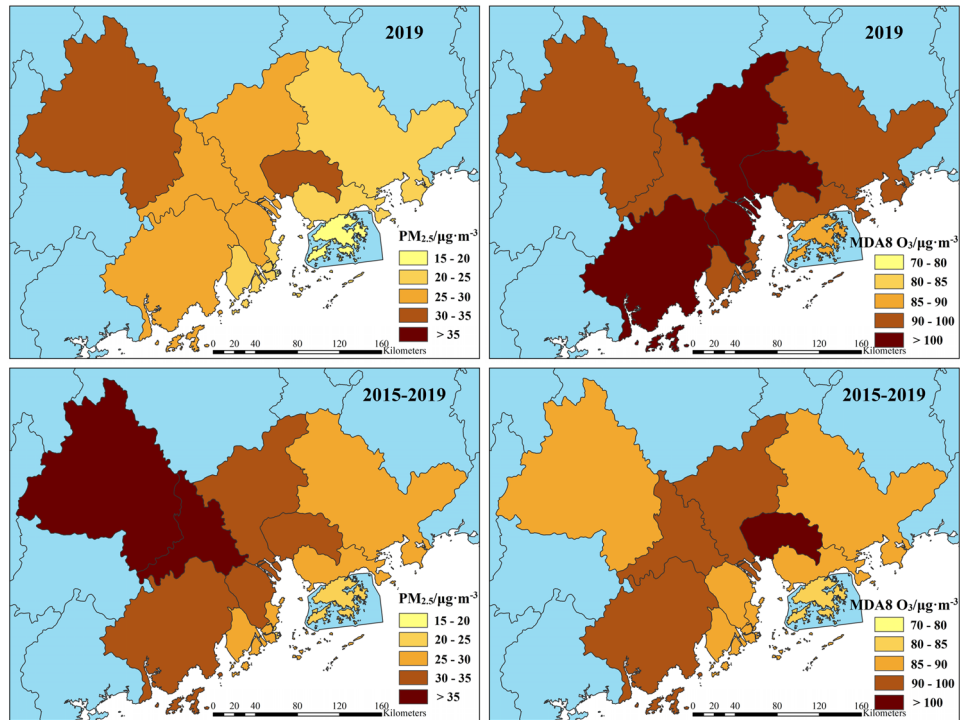 2019
PM2.5/μg·m-3
15 - 20
20 - 25
25 - 30
30 - 35
> 35
0 20 40 80 120 160
Kilometers
2019
MDA8 O3/μg·m-3
70 - 80
80 - 85
85 - 90
90 - 100
> 100
0 20 40 80 120 160
Kilometers
2015-2019
PM2.5/μg·m-3
15 - 20
20 - 25
25 - 30
30 - 35
> 35
0 20 40 80 120 160
Kilometers
2015-2019
MDA8 O3/μg·m-3
70 - 80
80 - 85
85 - 90
90 - 100
> 100
0 20 40 80 120 160
Kilometers